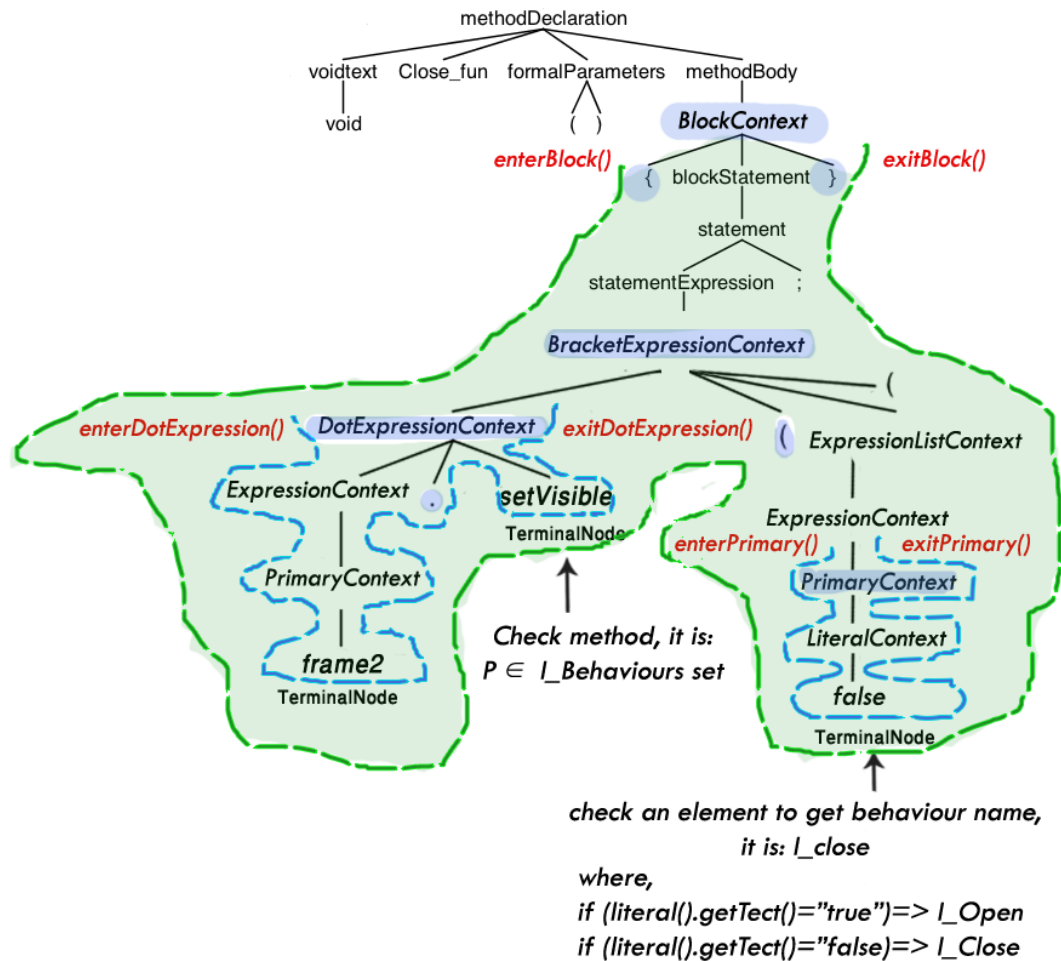 methodDeclaration
voidtext Close_fun formalParameters methodBody
void ( ) BlockContext
enterBlock() exitBlock()
{ blockStatement }
statement
statementExpression ;
BracketExpressionContext
(
enterDotExpression() DotExpressionContext exitDotExpression() ( ExpressionListContext
ExpressionContext . setVisible
TerminalNode
ExpressionContext
enterPrimary() exitPrimary()
PrimaryContext PrimaryContext
LiteralContext
frame2
TerminalNode
false
TerminalNode
Check method, it is:
P ∈ I_Behaviours set
check an element to get behaviour name,
it is: I_close
where,
if (literal().getTect()=”true”)=> I_Open
if (literal().getTect()=”false)=> I_Close